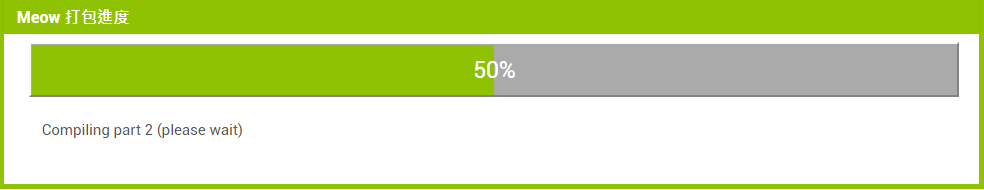 Meow 打包進度
50%
Compiling part 2 (please wait)